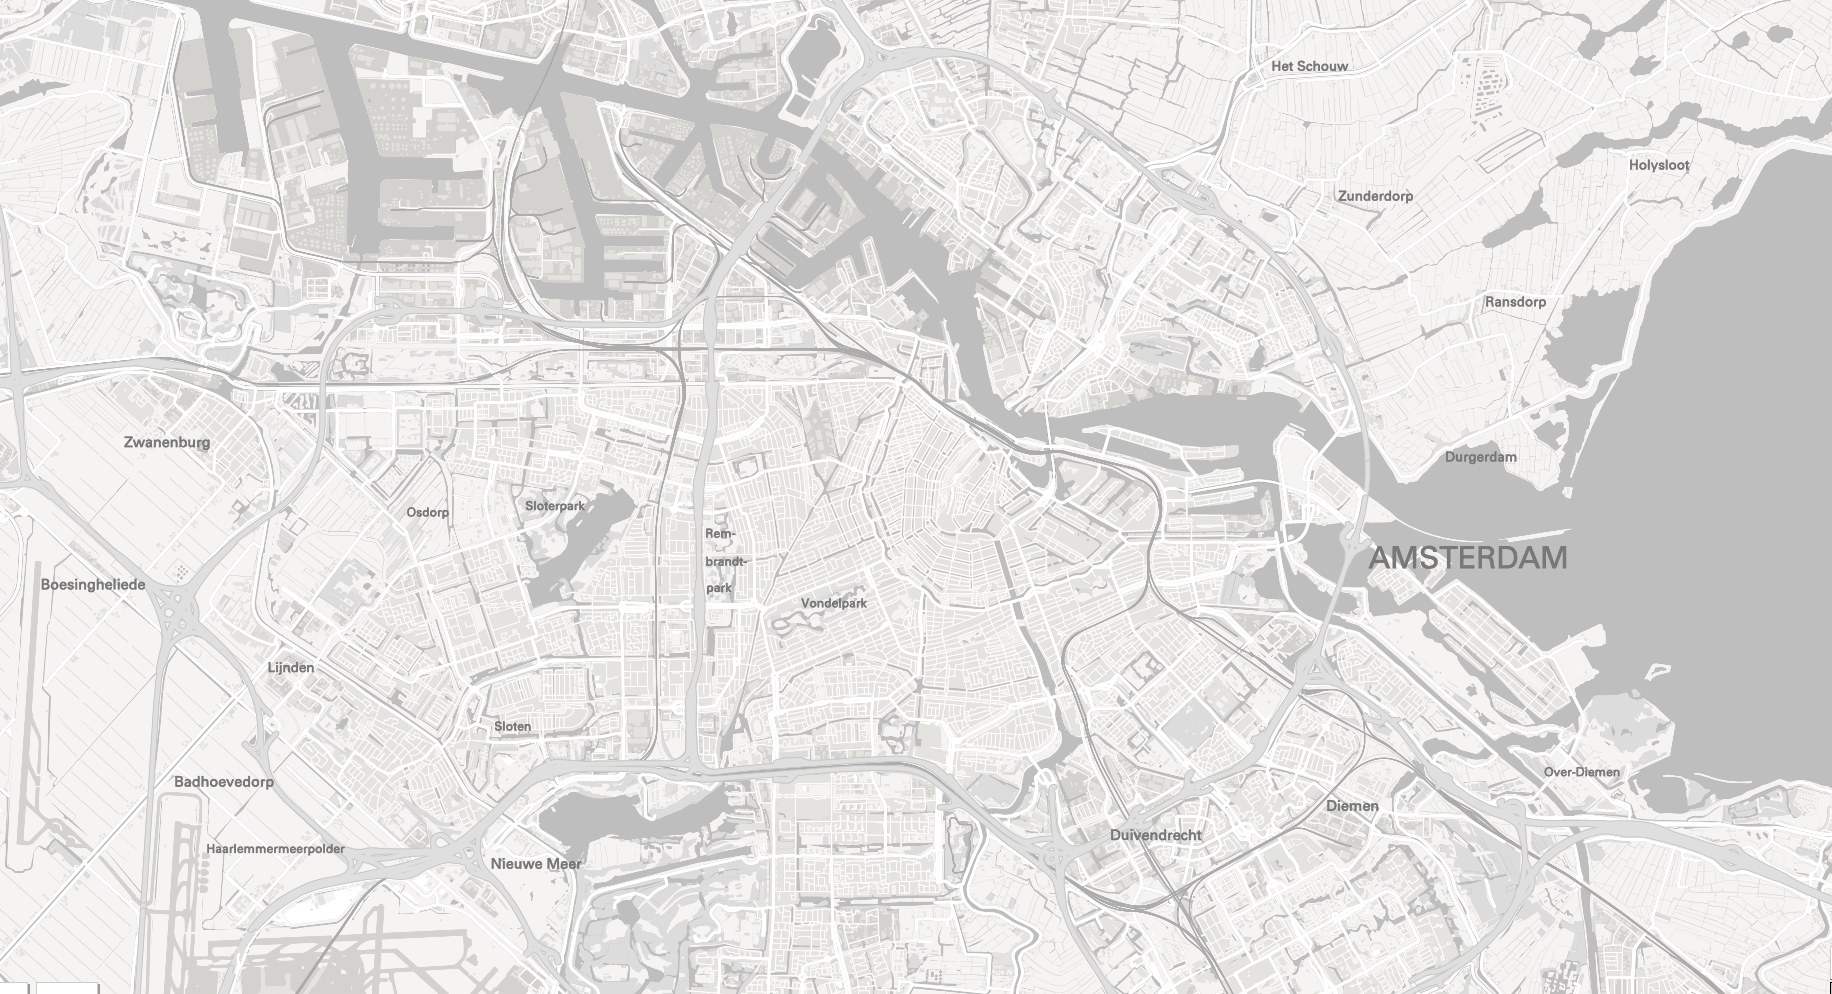 Het Schouw
Holysloot
Zunderdorp
Ransdorp
Zwanenburg
Durgerdam
Sloterpark
Osdorp
Rem-
brandt-
park
AMSTERDAM
Boesingheliede
Vondelpark
Lijnden
Sloten
Over-Diemen
Badhoevedorp
Diemen
Duivendrecht
Haarlemmermeerpolder
Nieuwe Meer